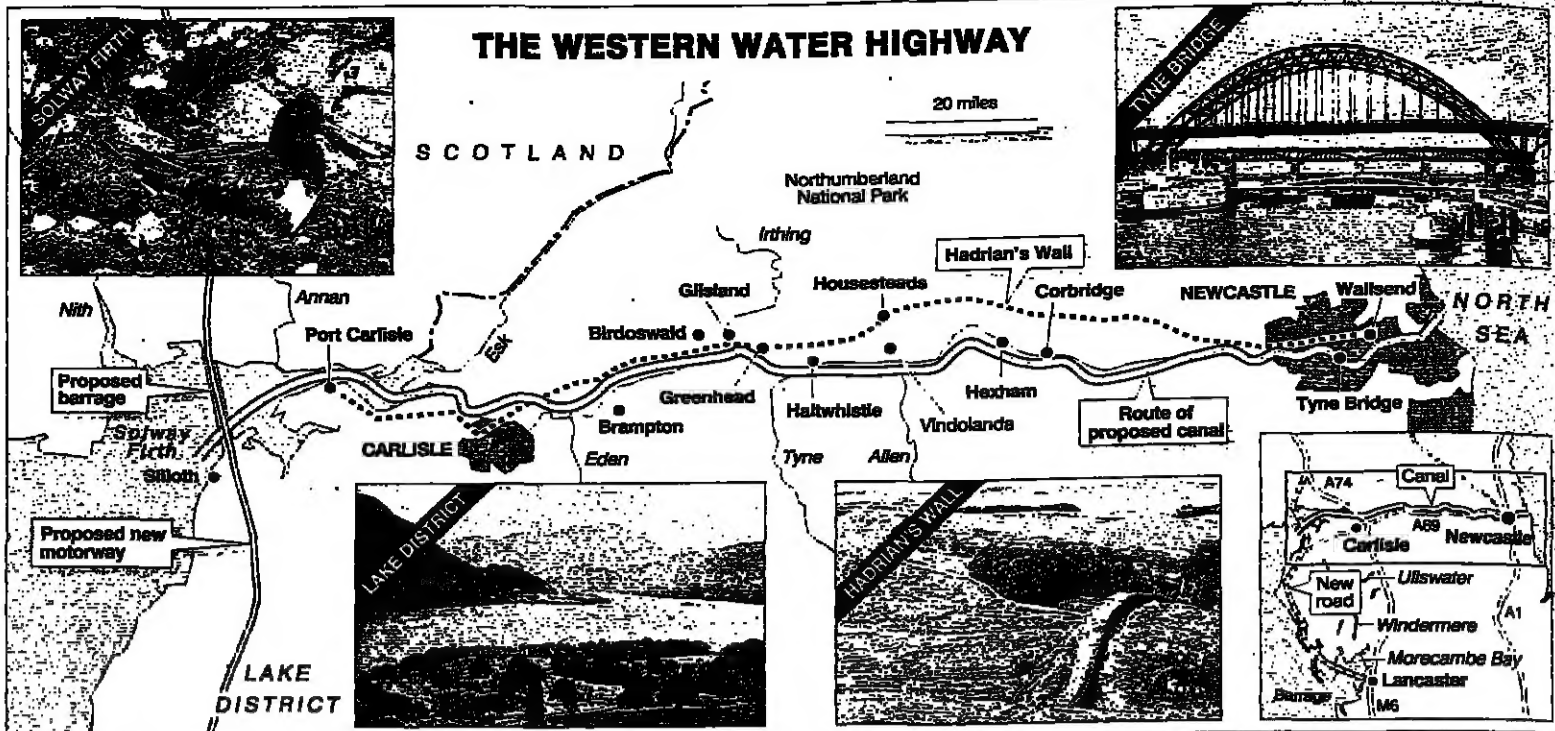 THE WESTERN WATER HIGHWAY
SOLWAY FIRTH
TYNE BRIDGE
20 miles
SCOTLAND
Northumberland
National Park
Irthing
Hadrian's Wall
Nith
Annan
Gilsland
Housesteads
Corbridge
NEWCASTLE
Wallsend
NORTH
SEA
Port Carlisle
Esk
Birdoswald
Proposed
barrage
Greenhead
Haltwhistle
Hexham
Tyne Bridge
Solway
Firth
CARLISLE
Brampton
Vindolanda
Route of
proposed canal
Silloth
Eden
Tyne
Allen
Proposed new
motorway
LAKE DISTRICT
HADRIAN'S WALL
A74
Canal
A69
Carlisle
Newcastle
New
road
Ullswater
A1
Windermere
Morecambe Bay
Lancaster
Barrage
M6
LAKE
DISTRICT